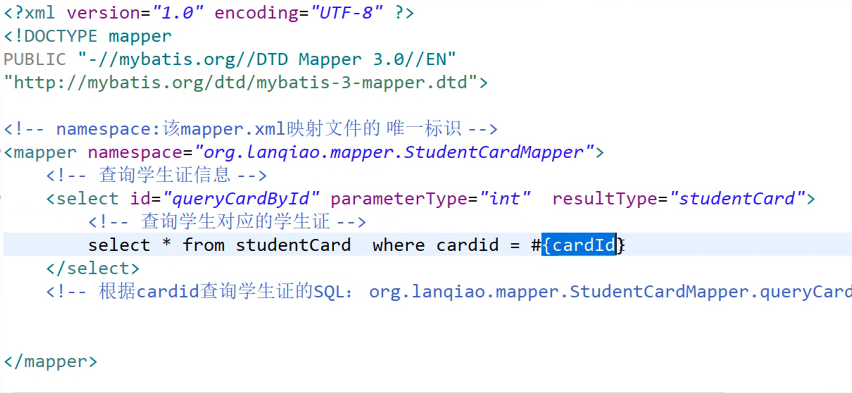 <?xml version="1.0" encoding="UTF-8" ?>
<!DOCTYPE mapper
PUBLIC "-//mybatis.org//DTD Mapper 3.0//EN"
"http://mybatis.org/dtd/mybatis-3-mapper.dtd">
<!-- namespace:该mapper.xml映射文件的 唯一标识 -->
<mapper namespace="org.lanqiao.mapper.StudentCardMapper">
<!-- 查询学生证信息 -->
<select id="queryCardById" parameterType="int"  resultType="studentCard">
<!-- 查询学生对应的学生证 -->
select * from studentCard  where cardid = #{cardId}
</select>
<!-- 根据cardid查询学生证的SQL： org.lanqiao.mapper.StudentCardMapper.queryCard
</mapper>